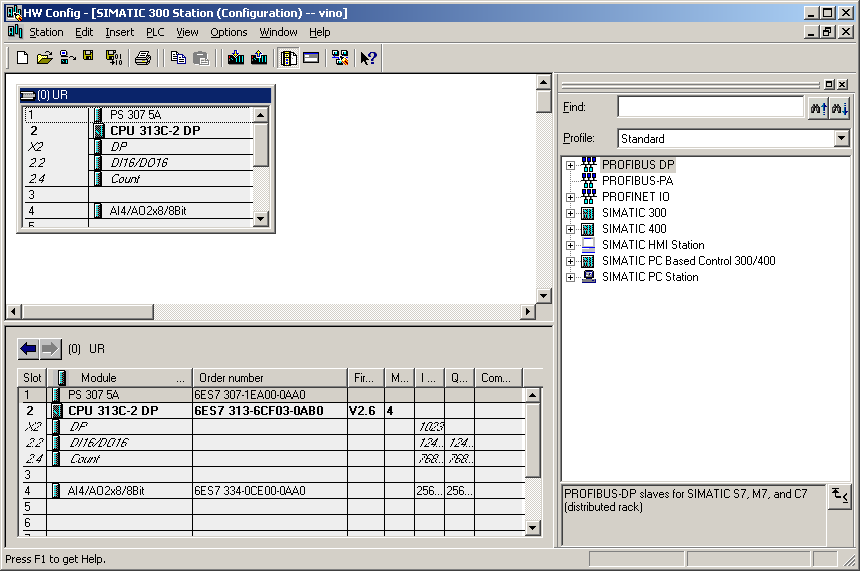 HW Config - [SIMATIC 300 Station (Configuration) -- vino]
Station Edit Insert PLC View Options Window Help
(0) UR
1 PS 307 5A
2 CPU 313C-2 DP
X2 DP
2.2 DI16/DO16
2.4 Count
3
4 AI4/AO2x8/8Bit
5
Find:
Profile: Standard
PROFIBUS DP
PROFIBUS-PA
PROFINET IO
SIMATIC 300
SIMATIC 400
SIMATIC HMI Station
SIMATIC PC Based Control 300/400
SIMATIC PC Station
(0) UR
Slot Module ... Order number Fir... M... I ... Q... Com...
1 PS 307 5A 6ES7 307-1EA00-0AA0
2 CPU 313C-2 DP 6ES7 313-6CF03-0AB0 V2.6 4
X2 DP 1023
2.2 DI16/DO16 124... 124...
2.4 Count 768... 768...
3
4 AI4/AO2x8/8Bit 6ES7 334-0CE00-0AA0 256... 256...
5
6
PROFIBUS-DP slaves for SIMATIC S7, M7, and C7
(distributed rack)
Press F1 to get Help.